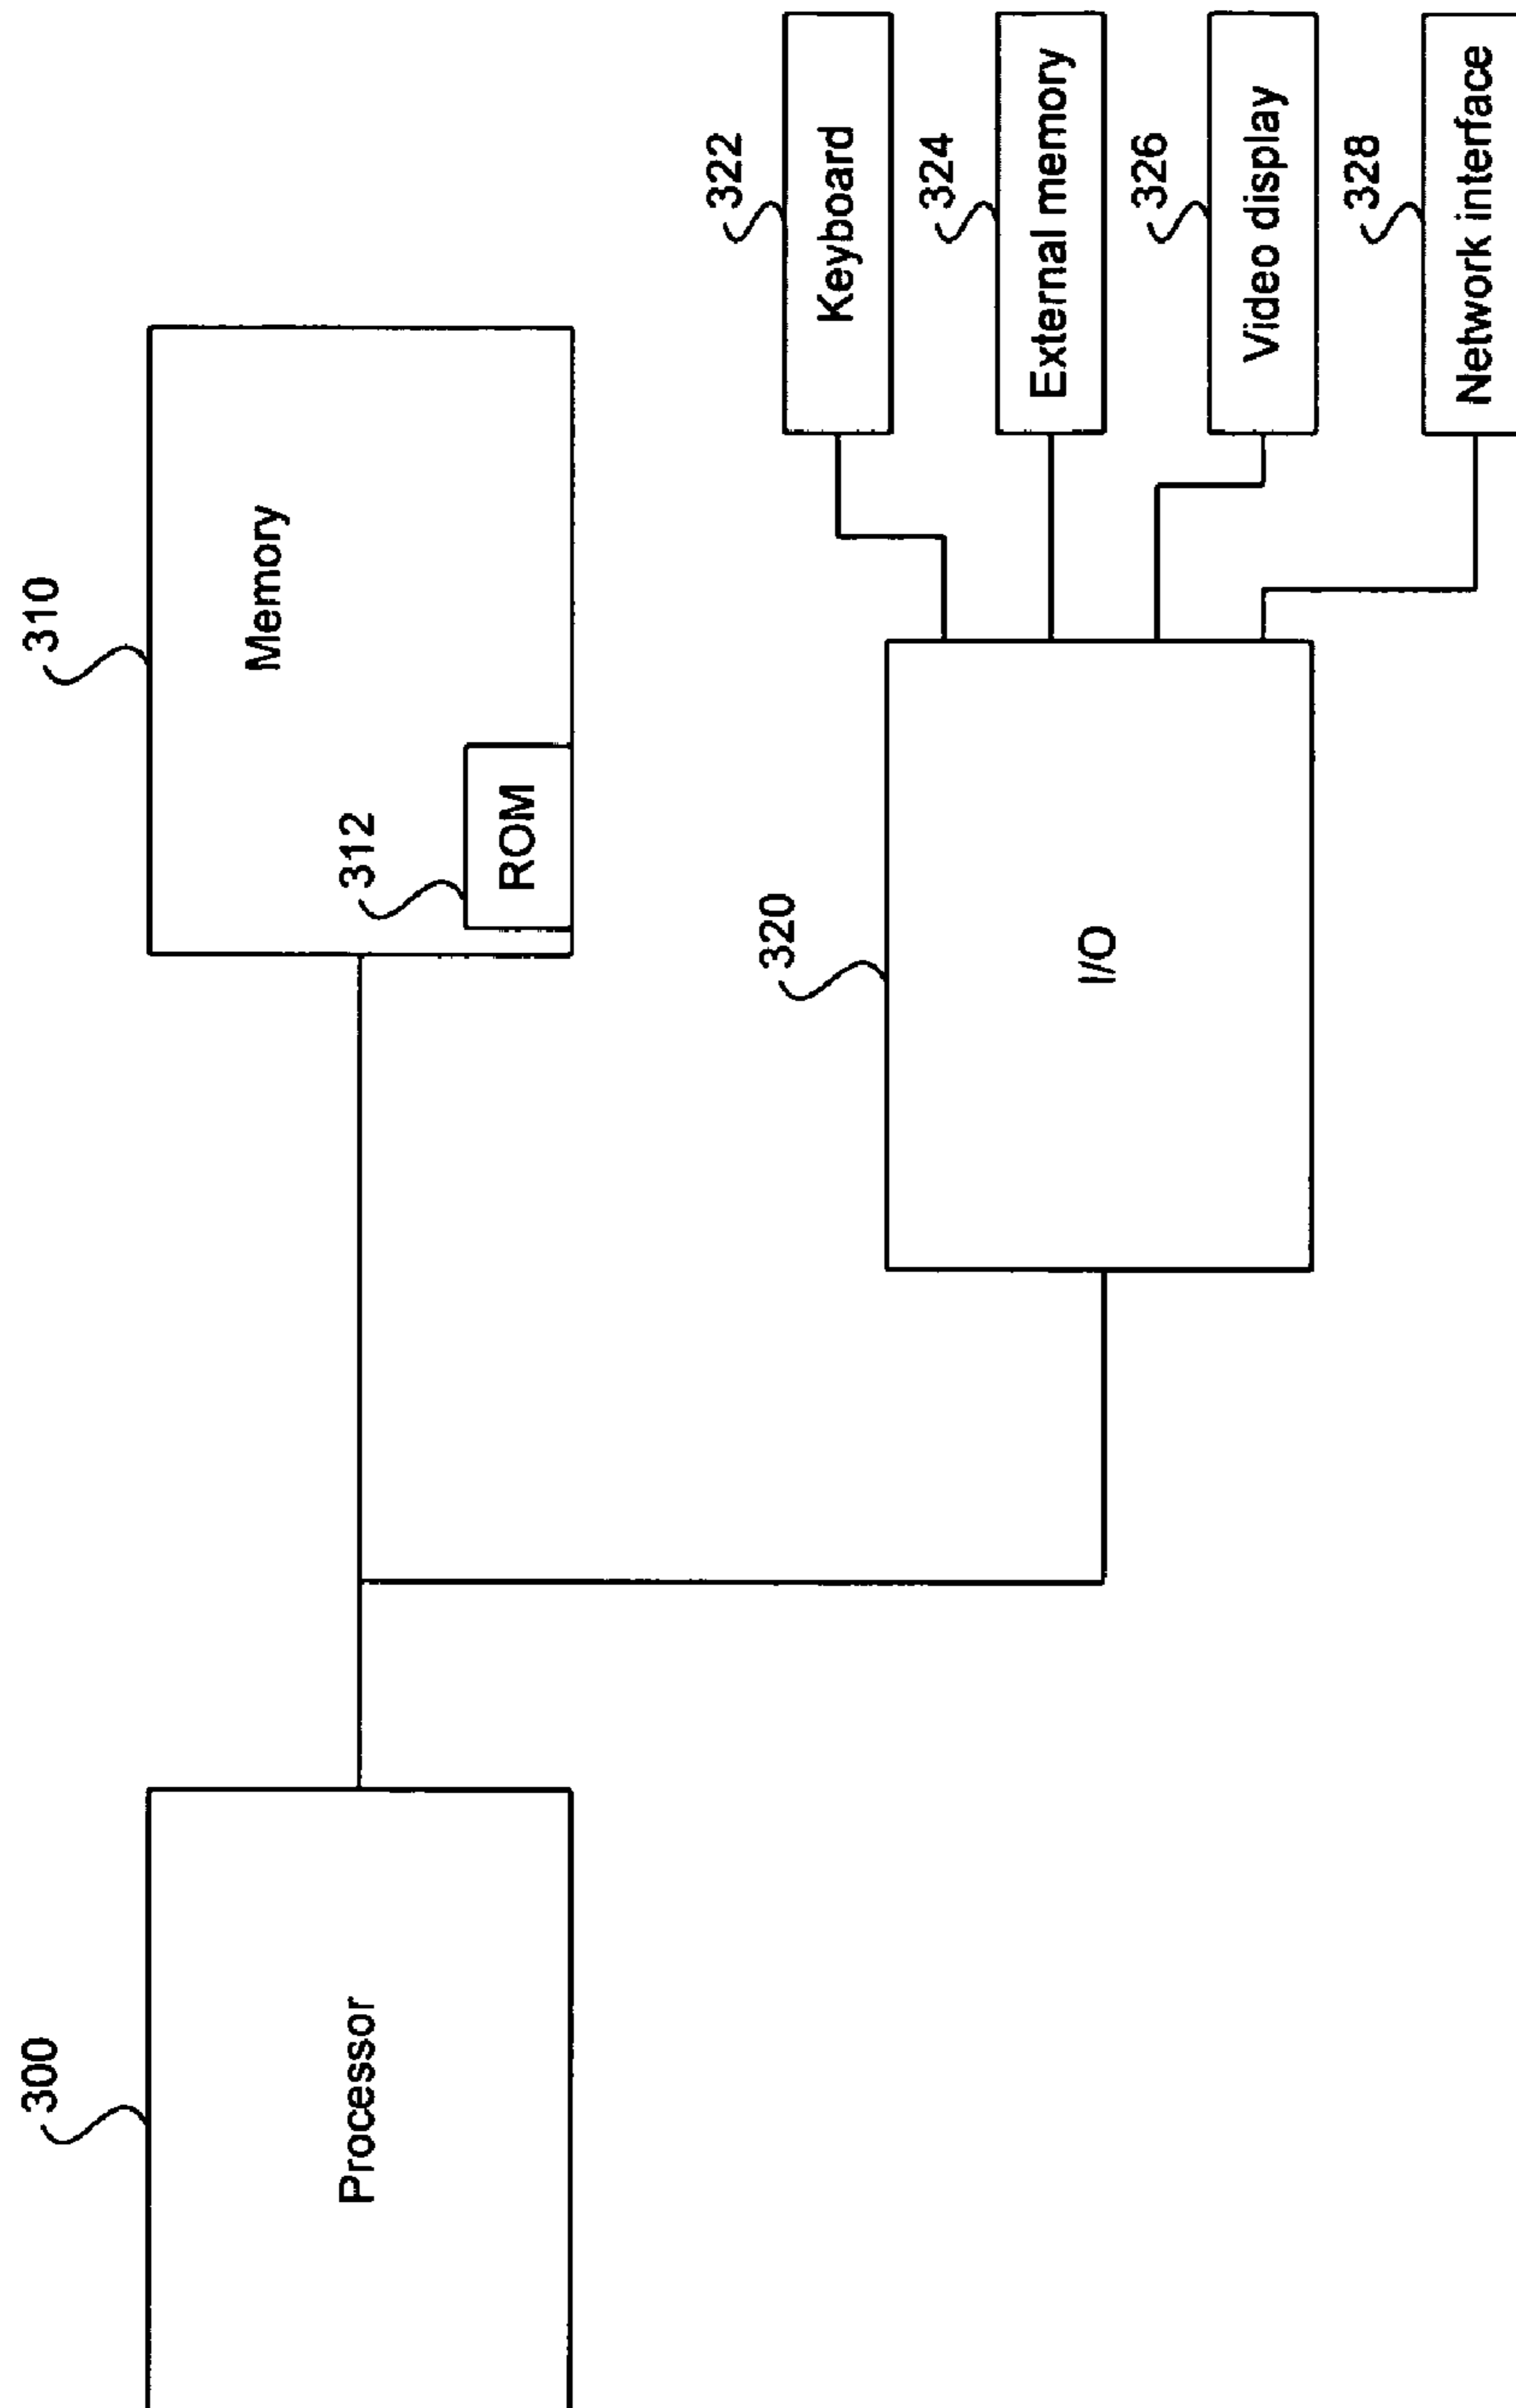 300
Processor
310
Memory
312
ROM
320
I/O
322
Keyboard
324
External memory
326
Video display
328
Network interface